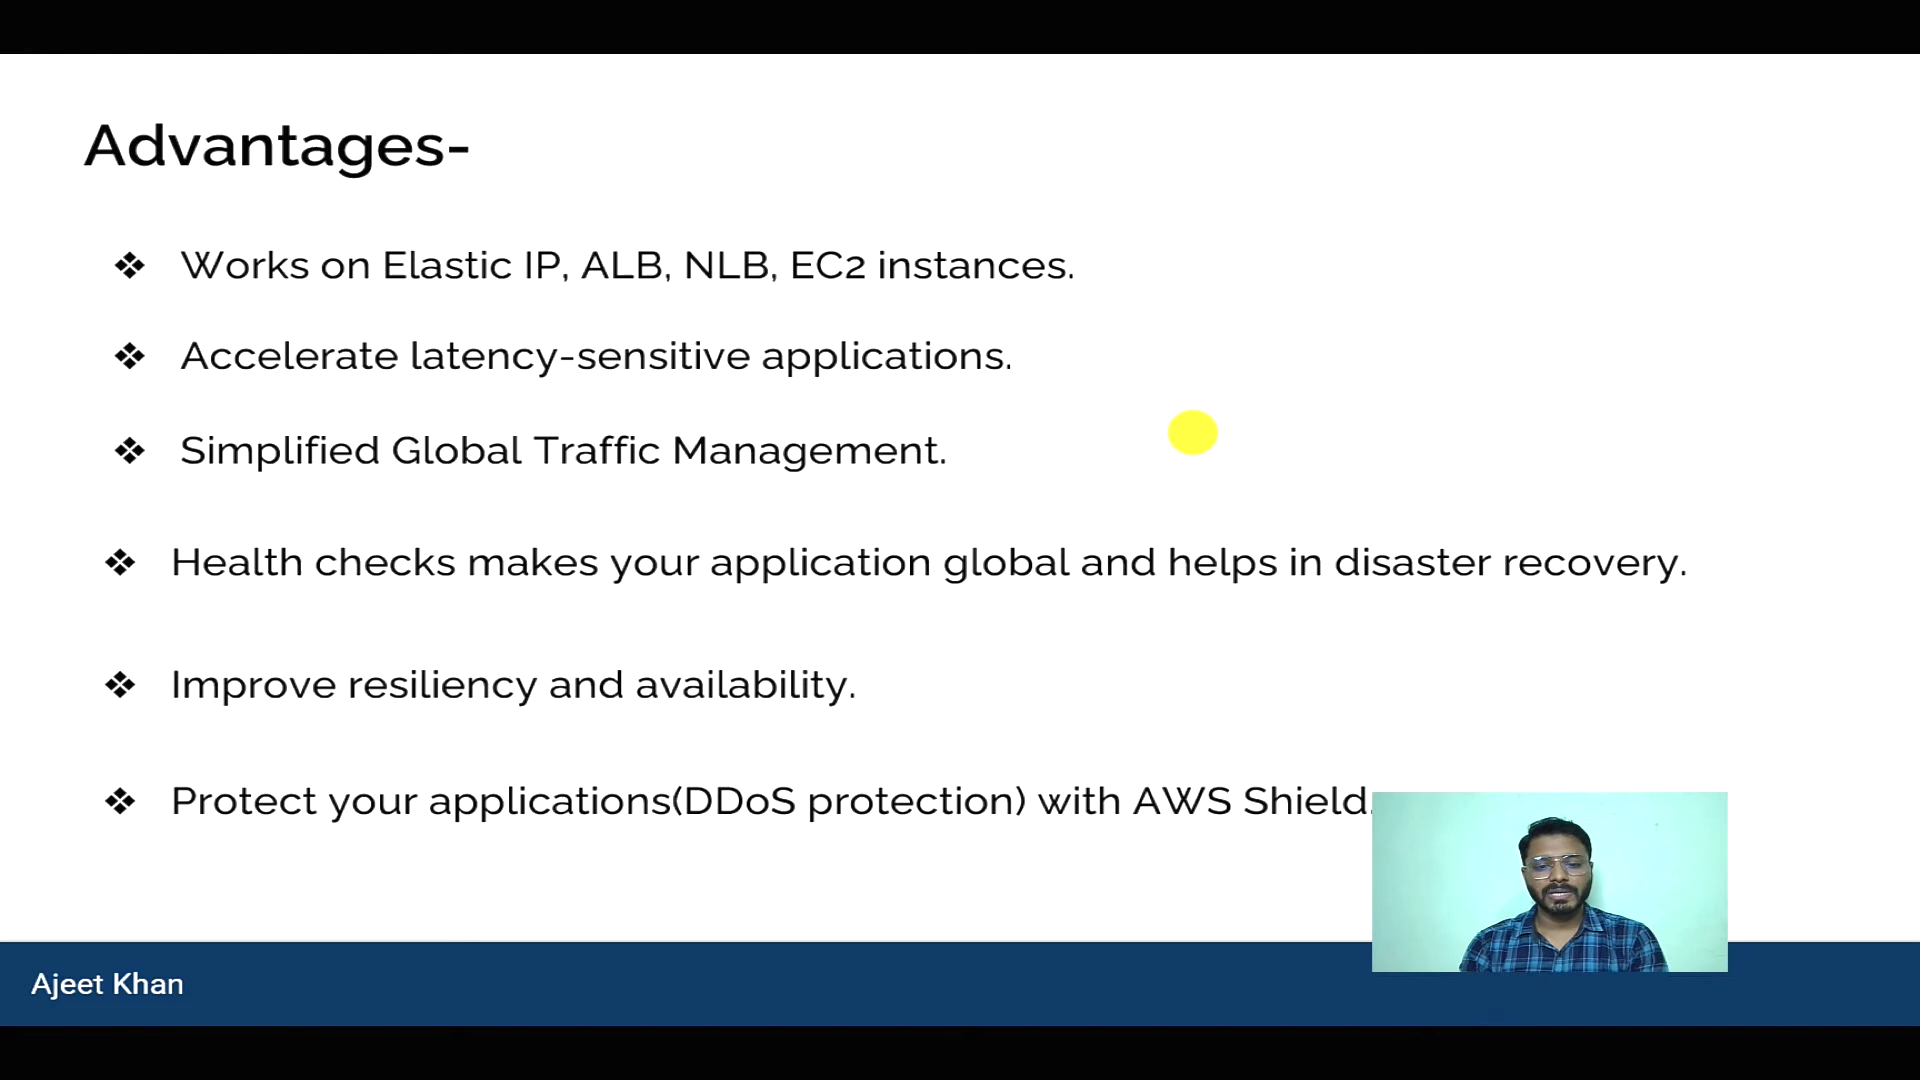 Advantages-
❖ Works on Elastic IP, ALB, NLB, EC2 instances.
❖ Accelerate latency-sensitive applications.
❖ Simplified Global Traffic Management.
❖ Health checks makes your application global and helps in disaster recovery.
❖ Improve resiliency and availability.
❖ Protect your applications(DDoS protection) with AWS Shield.
Ajeet Khan